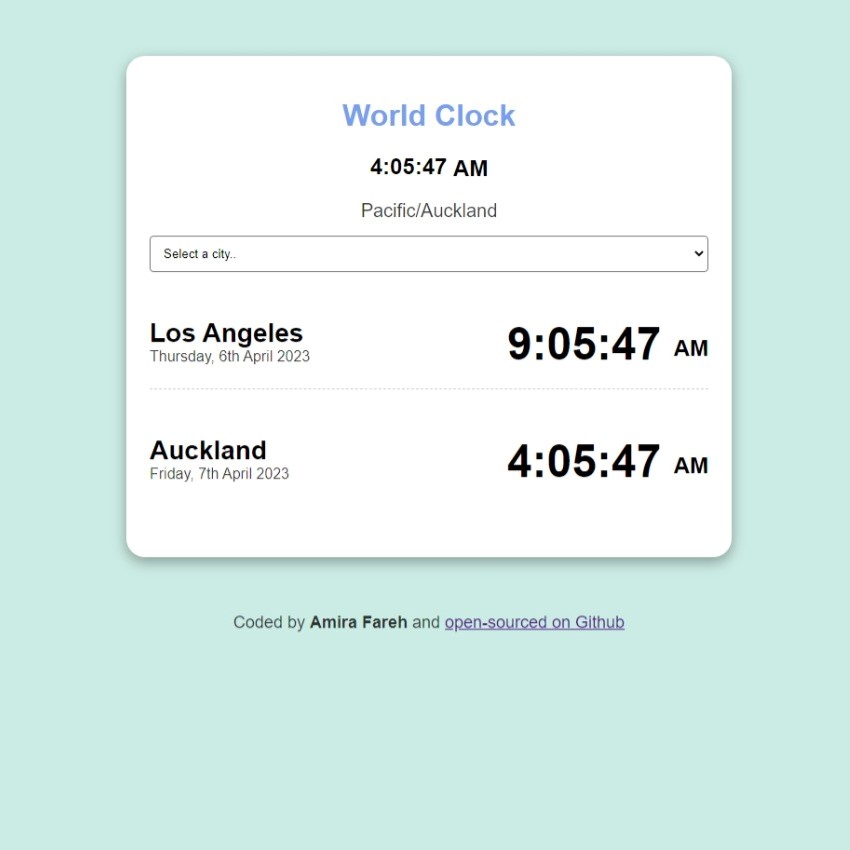 World Clock
4:05:47 AM
Pacific/Auckland
Select a city..
Los Angeles
Thursday, 6th April 2023
9:05:47 AM
Auckland
Friday, 7th April 2023
4:05:47 AM
Coded by Amira Fareh and open-sourced on Github